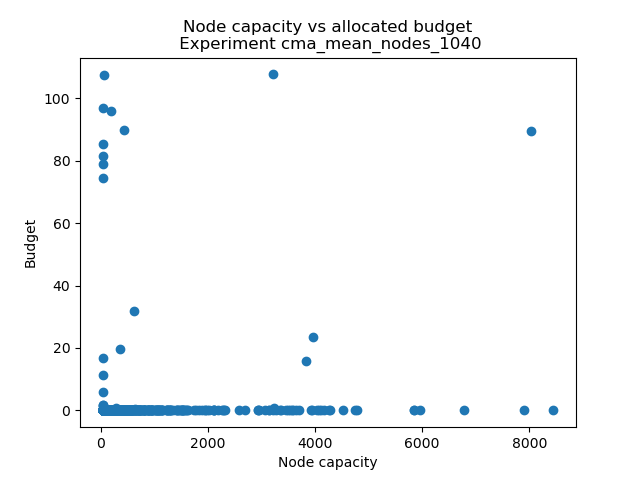 Node capacity vs allocated budget
Experiment cma_mean_nodes_1040
100
80
60
40
20
0
Budget
0 2000 4000 6000 8000
Node capacity